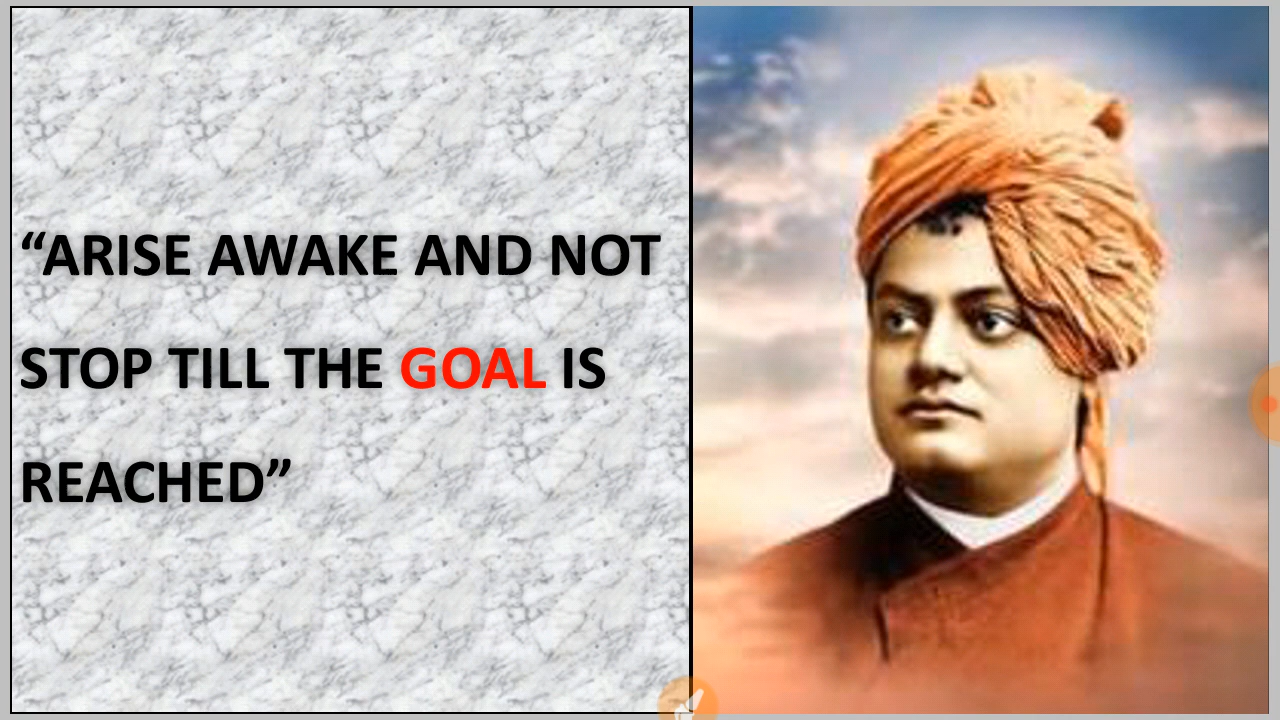 “ARISE AWAKE AND NOT
STOP TILL THE GOAL IS
REACHED”